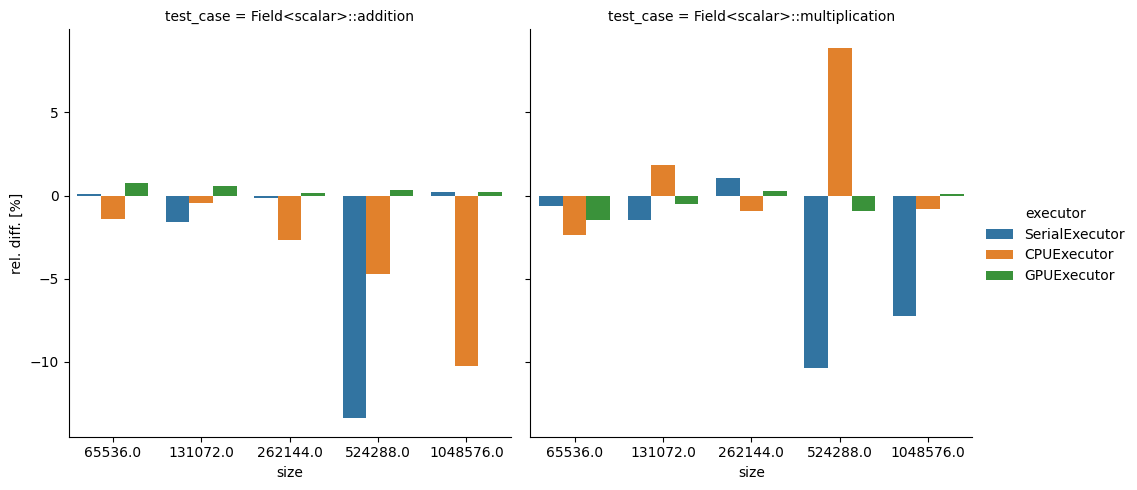 test_case = Field<scalar>::addition
test_case = Field<scalar>::multiplication
rel. diff. [%]
5
0
−5
−10
65536.0 131072.0 262144.0 524288.0 1048576.0
size
65536.0 131072.0 262144.0 524288.0 1048576.0
size
executor
SerialExecutor
CPUExecutor
GPUExecutor